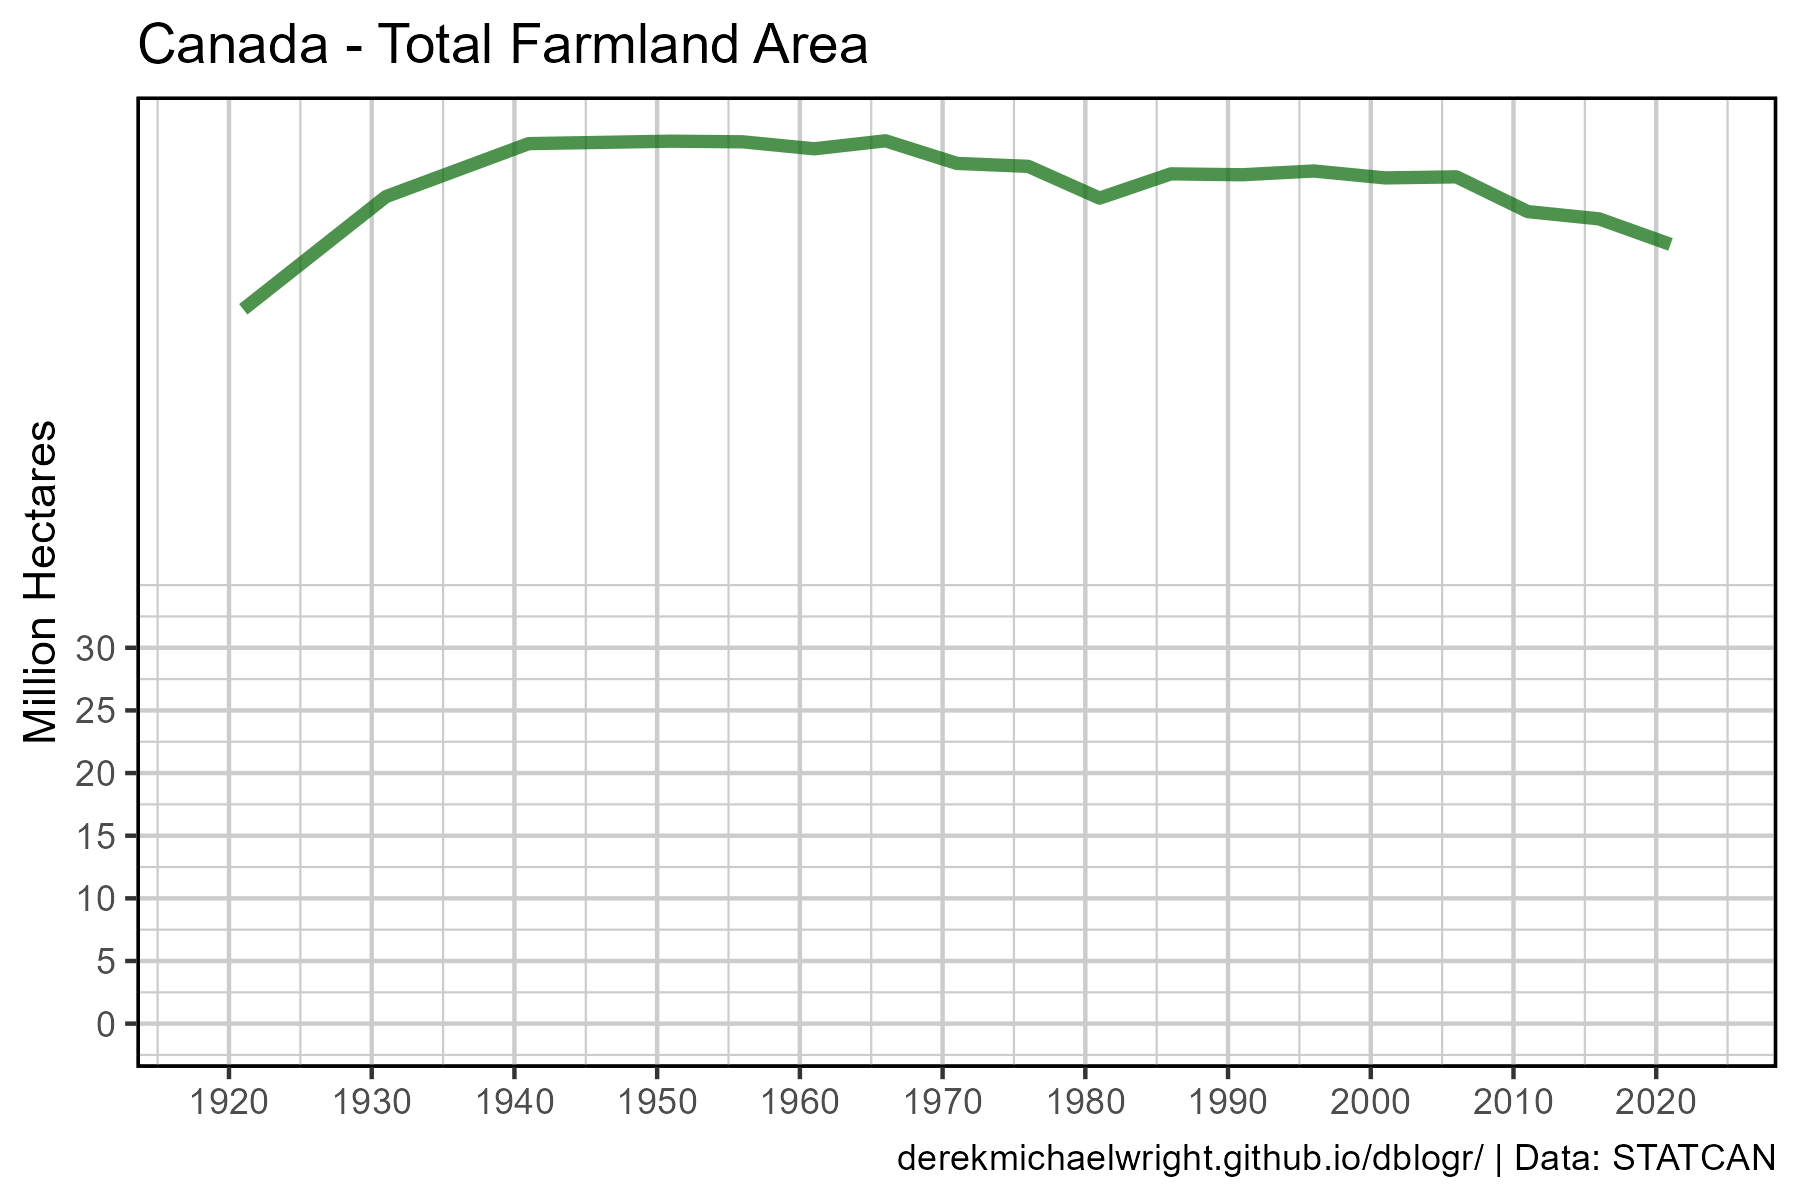 Canada - Total Farmland Area
Million Hectares
30
25
20
15
10
5
0
1920 1930 1940 1950 1960 1970 1980 1990 2000 2010 2020
derekmichaelwright.github.io/dblogr/ | Data: STATCAN